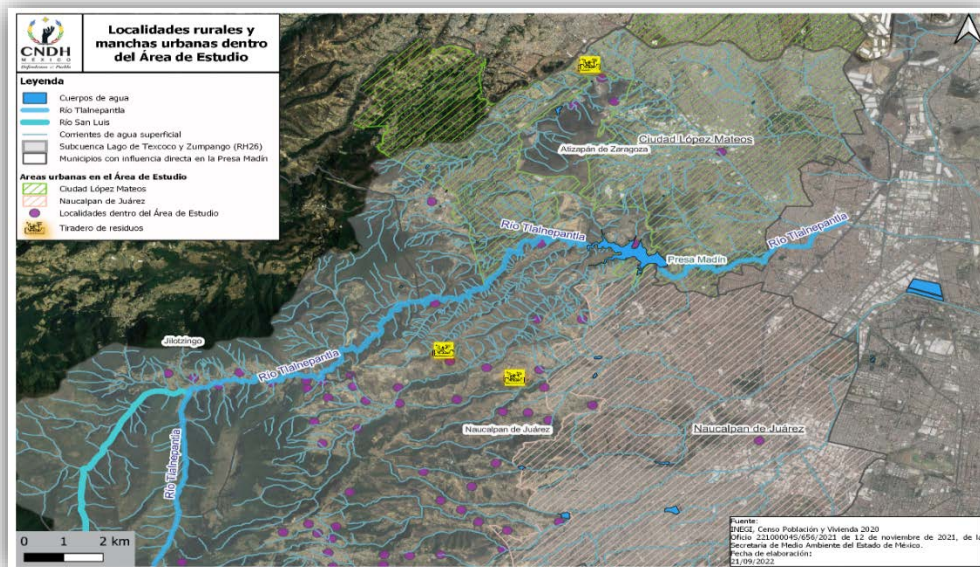 CNDH
MÉXICO
Defendemos al Pueblo
Localidades rurales y
manchas urbanas dentro
del Área de Estudio
Leyenda
Cuerpos de agua
Río Tlalnepantla
Río San Luis
Corrientes de agua superficial
Subcuenca Lago de Texcoco y Zumpango (RH26)
Municipios con influencia directa en la Presa Madín
Areas urbanas en el Área de Estudio
Ciudad López Mateos
Naucalpan de Juárez
Localidades dentro del Área de Estudio
Tiradero de residuos
Ciudad López Mateos
Atizapán de Zaragoza
Río Tlalnepantla
Río Tlalnepantla
Presa Madín
Jilotzingo
Río Tlalnepantla
Río Tlalnepantla
Naucalpan de Juárez
Naucalpan de Juárez
0 1 2 km
Fuente:
INEGI, Censo Población y Vivienda 2020
Oficio 221000045/656/2021 de 12 de noviembre de 2021, de la
Secretaria de Medio Ambiente del Estado de México.
Fecha de elaboración:
21/09/2022